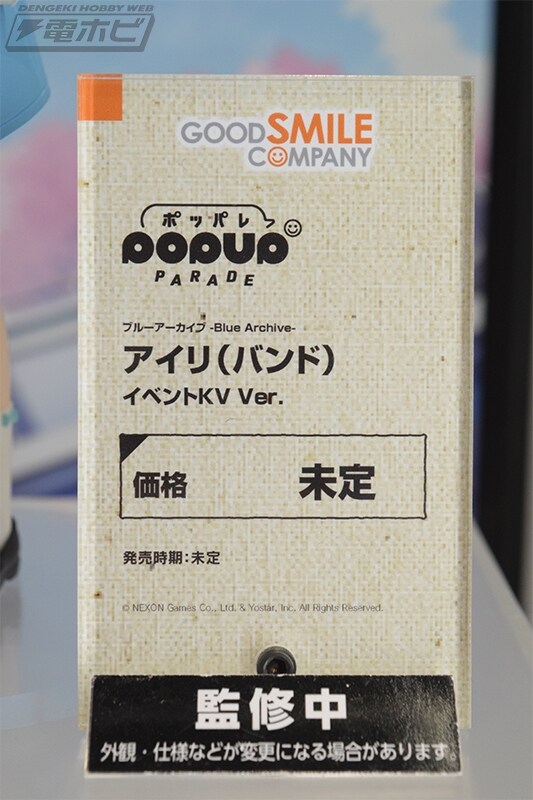 DENGEKI HOBBY WEB
電ホビ
GOOD SMILE
COMPANY
ポッパレ
POPUP
PARADE
ブルーアーカイブ -Blue Archive-
アイリ(バンド)
イベントKV Ver.
価格 未定
発売時期:未定
© NEXON Games Co., Ltd. & Yostar, Inc. All Rights Reserved.
監修中
外観・仕様などが変更になる場合があります。